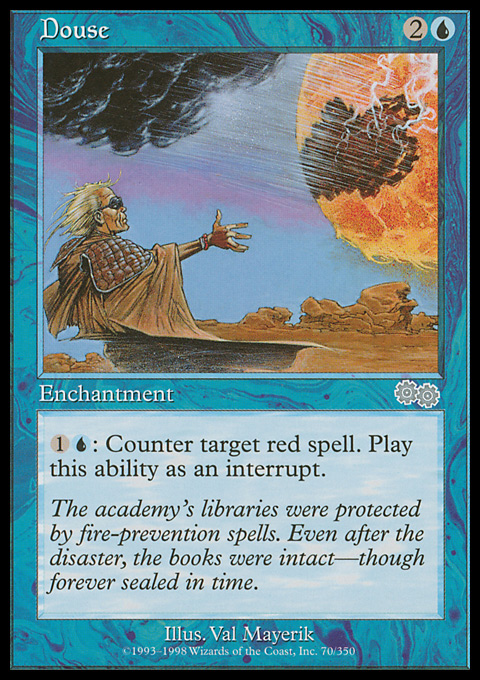 Douse 2
Enchantment
1 : Counter target red spell. Play
this ability as an interrupt.
The academy's libraries were protected
by fire-prevention spells. Even after the
disaster, the books were intact—though
forever sealed in time.
Illus. Val Mayerik
©1993–1998 Wizards of the Coast, Inc. 70/350